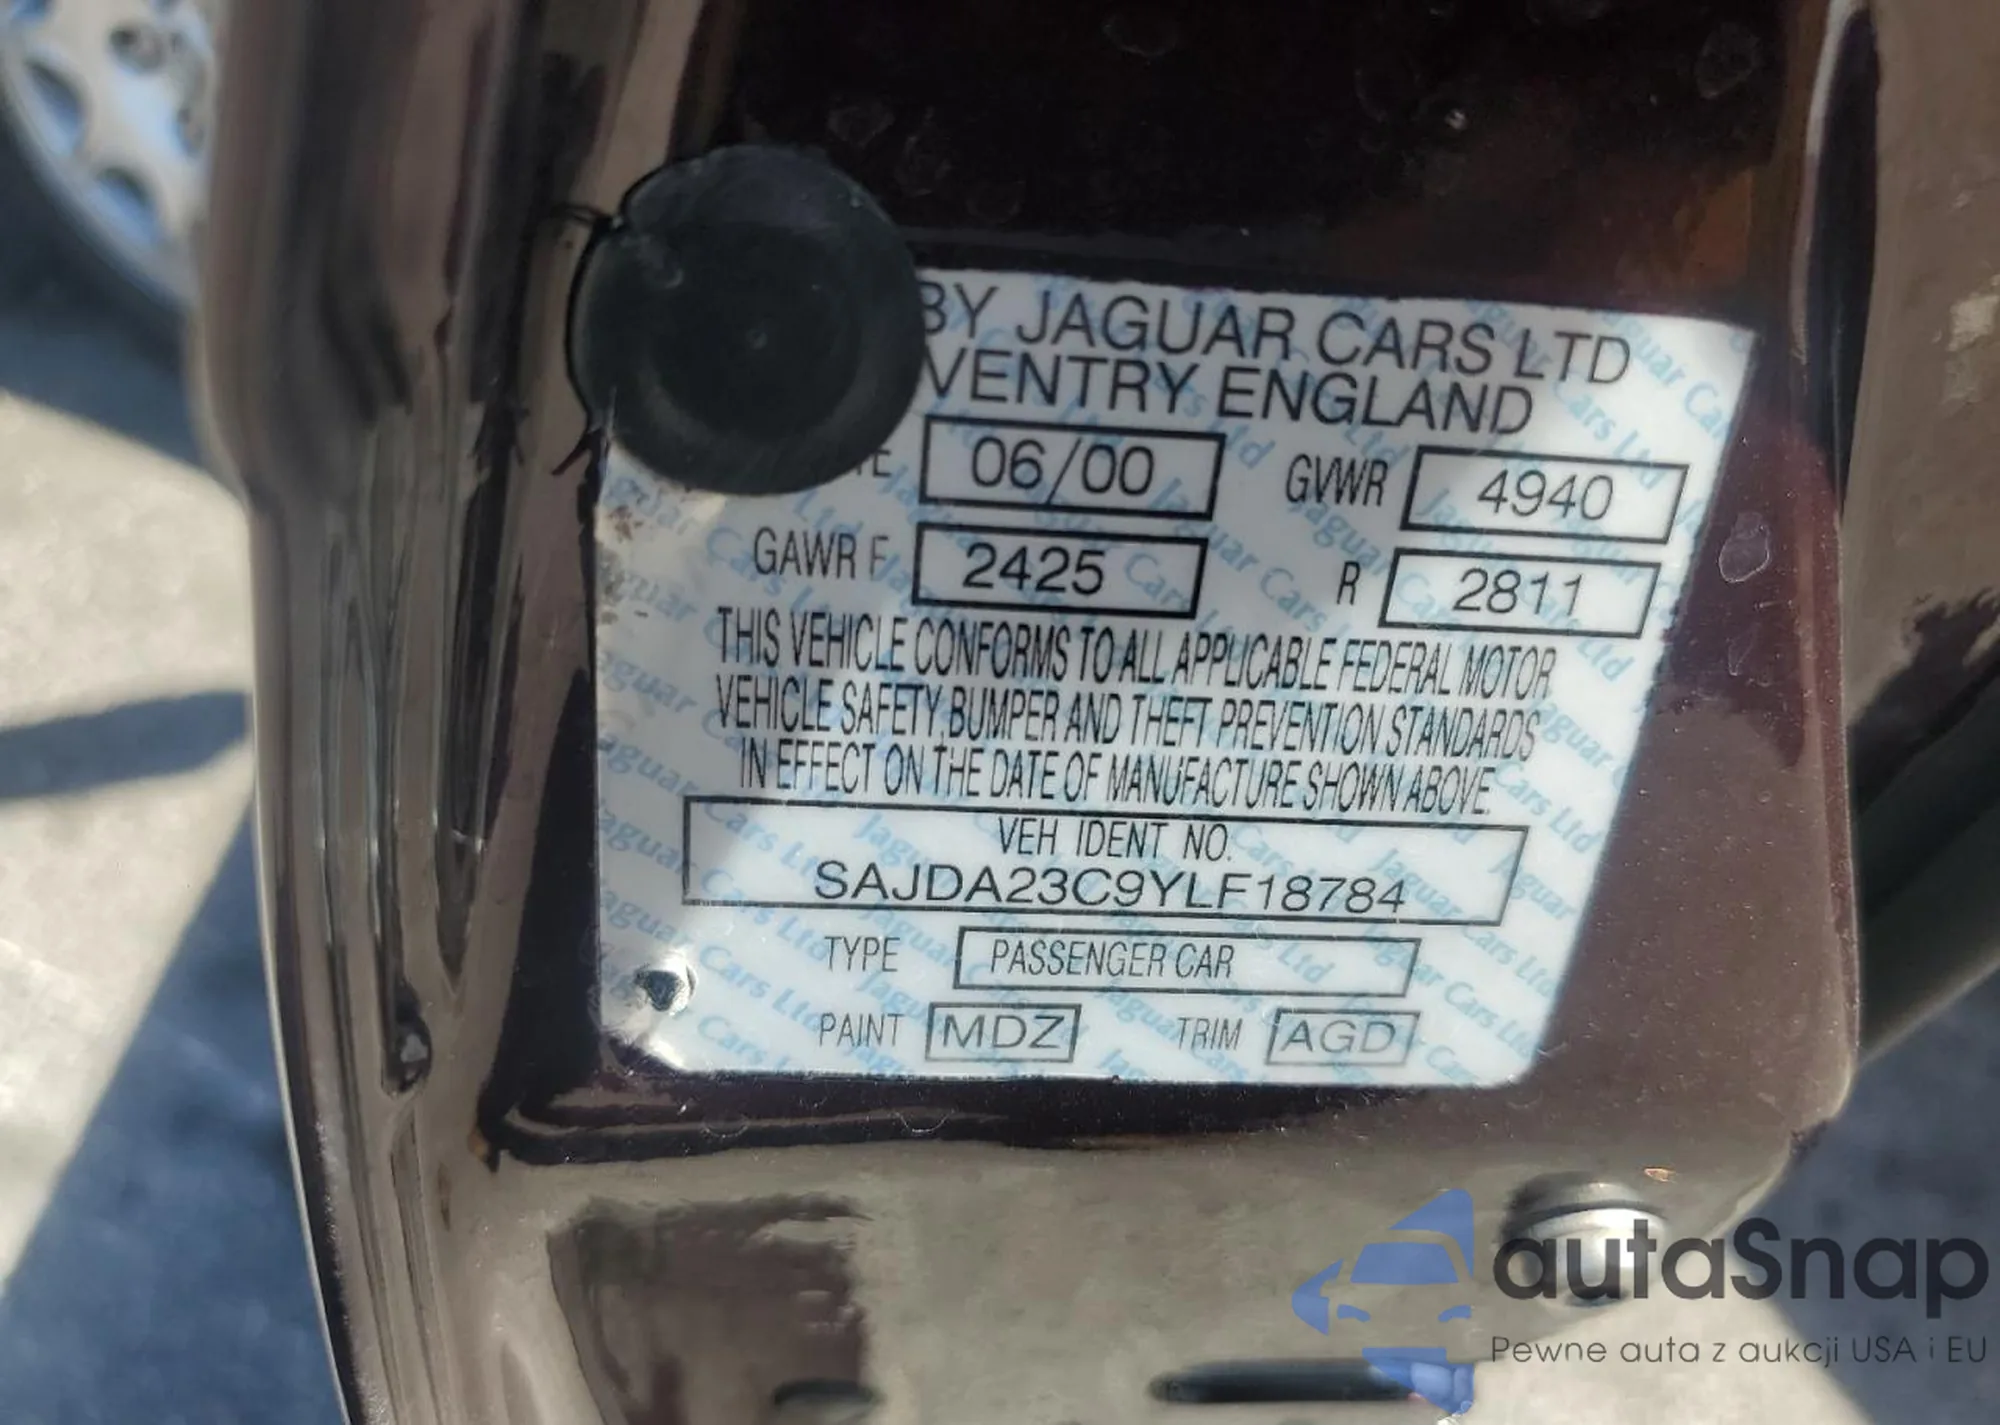 BY JAGUAR CARS LTD
VENTRY ENGLAND
TE 06/00 GVWR 4940
GAWR F 2425 R 2811
THIS VEHICLE CONFORMS TO ALL APPLICABLE FEDERAL MOTOR
VEHICLE SAFETY, BUMPER AND THEFT PREVENTION STANDARDS
IN EFFECT ON THE DATE OF MANUFACTURE SHOWN ABOVE.
VEH IDENT NO.
SAJDA23C9YLF18784
TYPE PASSENGER CAR
PAINT MDZ TRIM AGD
autaSnap
Pewne auta z aukcji USA i EU